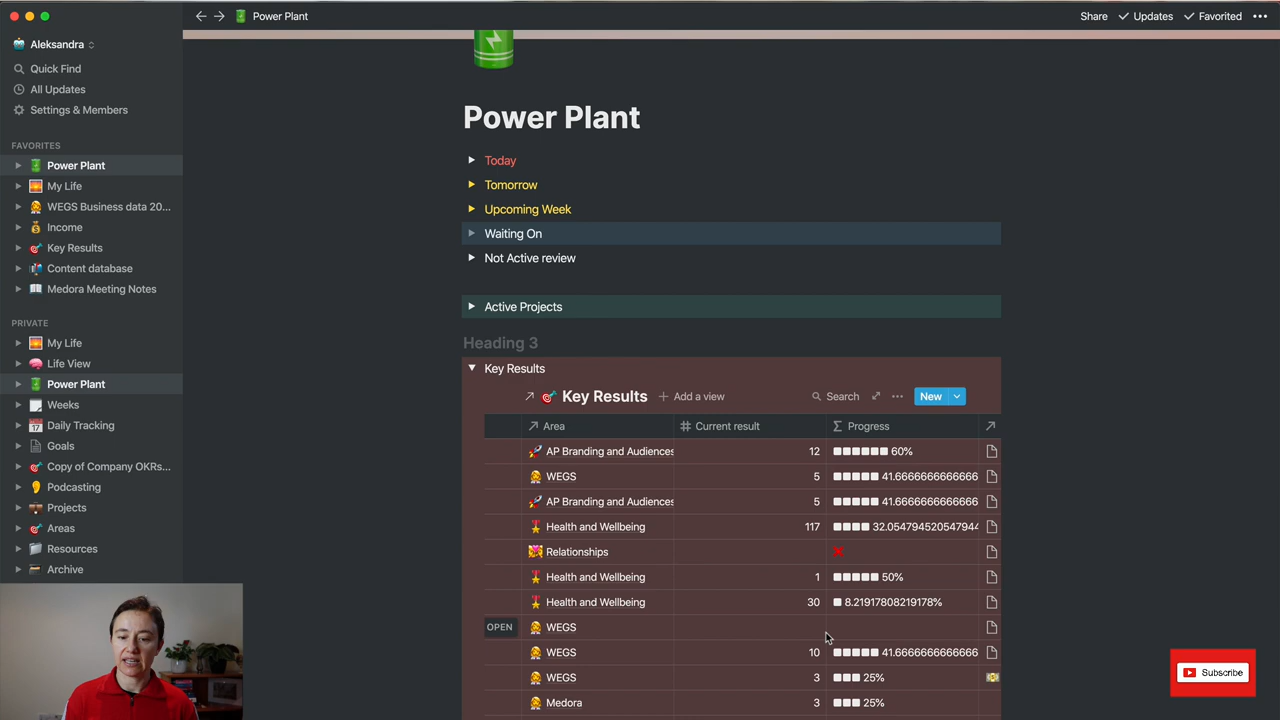 Power Plant
Share
Updates
Favorited
Aleksandra
Quick Find
All Updates
Settings & Members
FAVORITES
Power Plant
My Life
WEGS Business data 20...
Income
Key Results
Content database
Medora Meeting Notes
PRIVATE
My Life
Life View
Power Plant
Weeks
Daily Tracking
Goals
Copy of Company OKRs...
Podcasting
Projects
Areas
Resources
Archive
Power Plant
Today
Tomorrow
Upcoming Week
Waiting On
Not Active review
Active Projects
Heading 3
Key Results
Key Results + Add a view Search New
Area Current result Progress
AP Branding and Audiences 12 60%
WEGS 5 41.6666666666666
AP Branding and Audiences 5 41.6666666666666
Health and Wellbeing 117 32.054794520547944
Relationships
Health and Wellbeing 1 50%
Health and Wellbeing 30 8.21917808219178%
OPEN WEGS
WEGS 10 41.6666666666666
WEGS 3 25%
Medora 3 25%
Subscribe